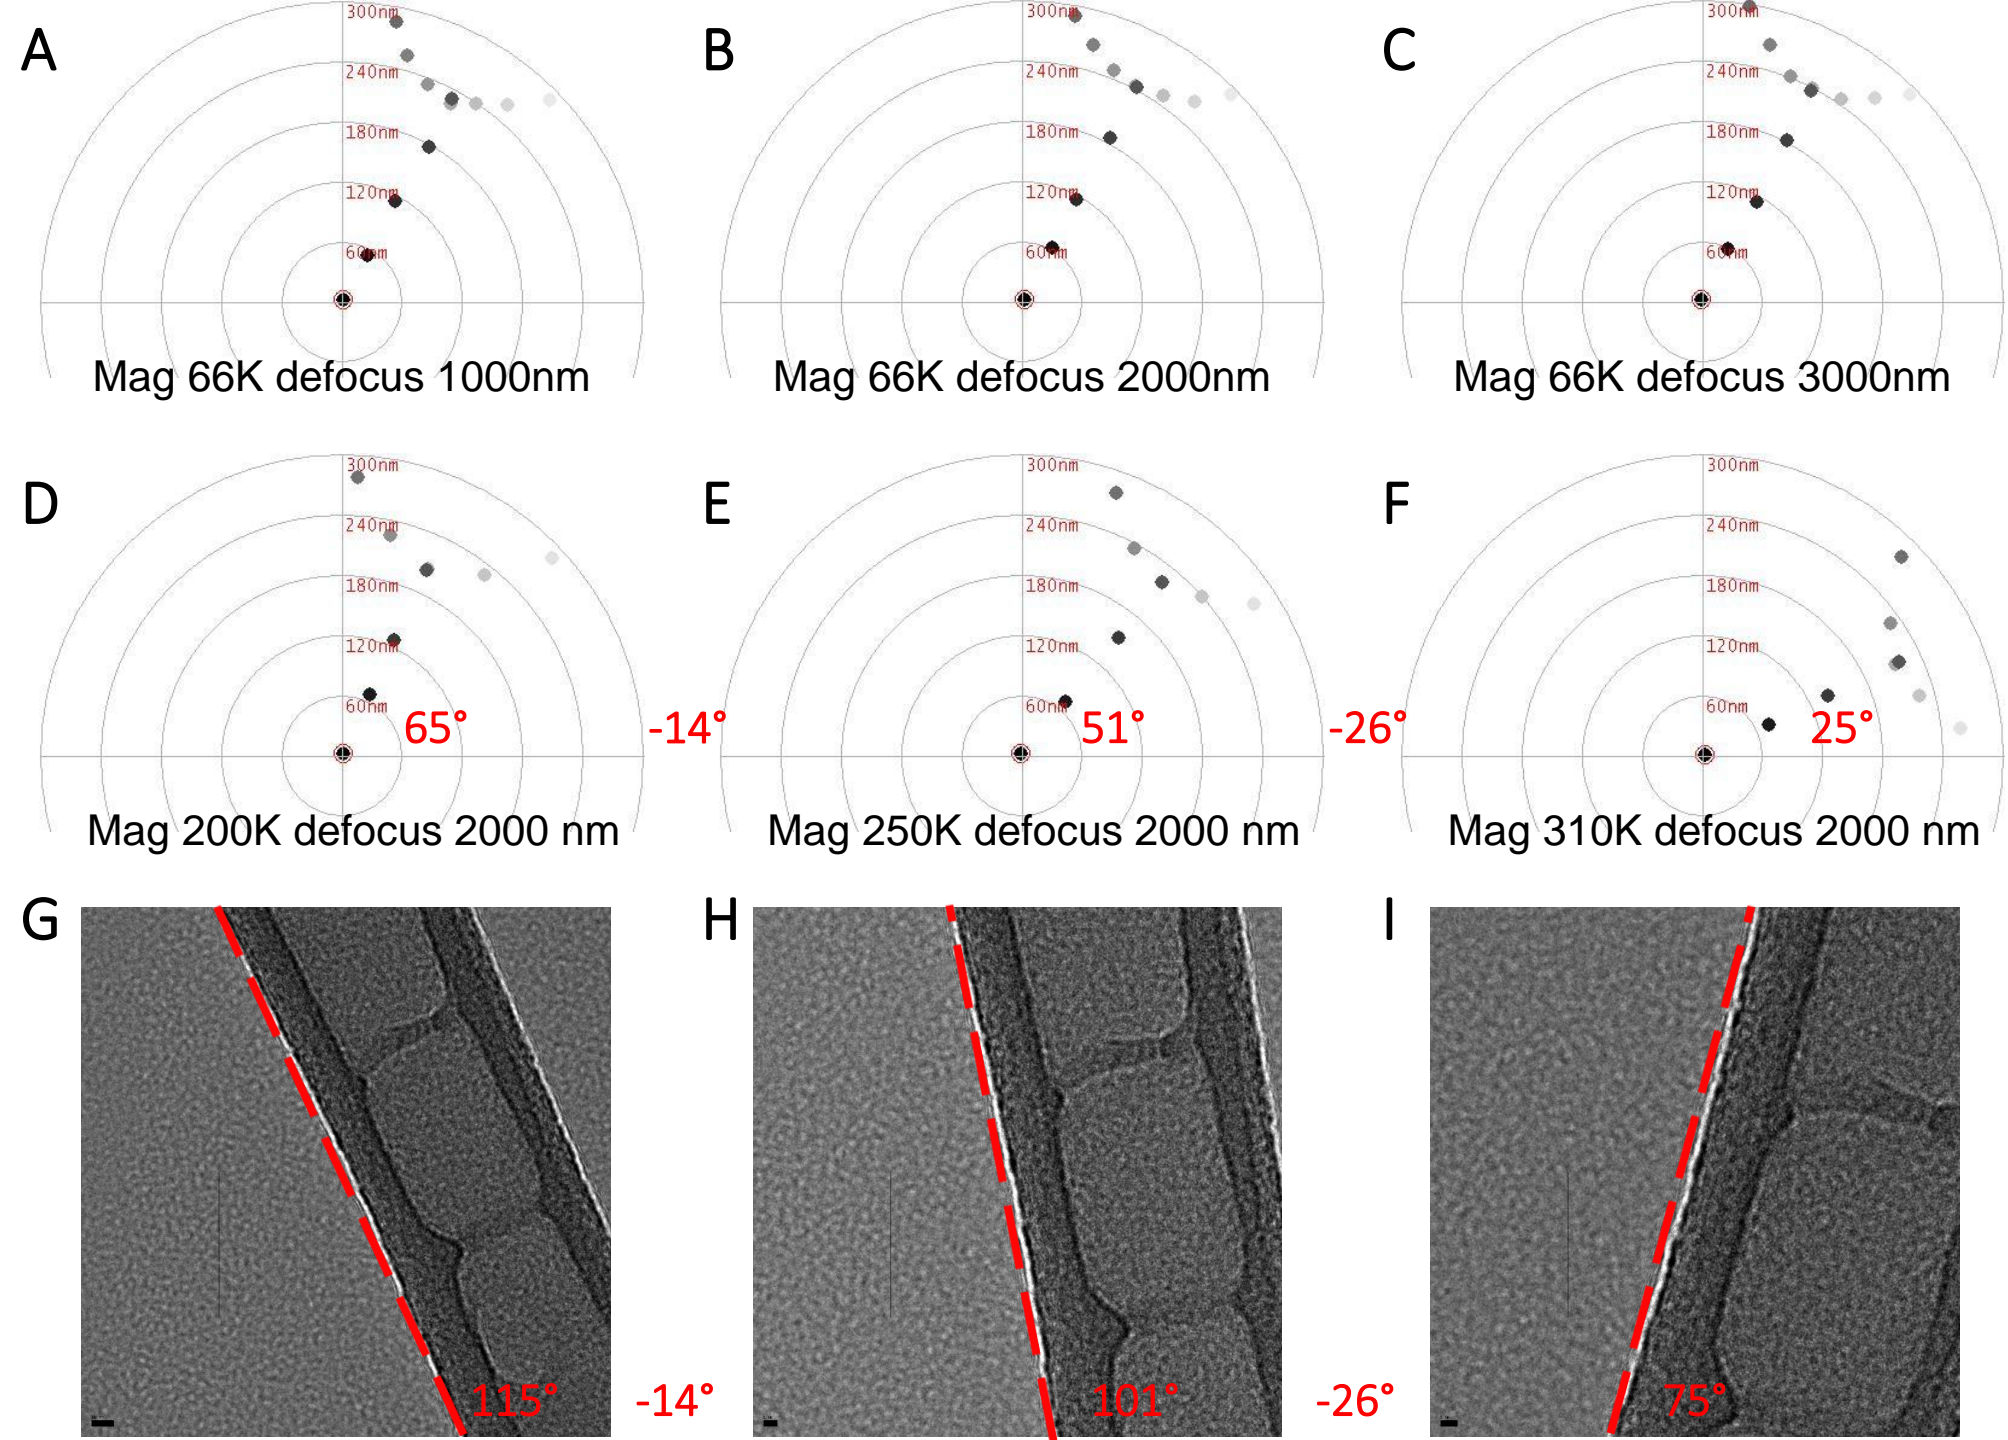 A
300nm
240nm
180nm
120nm
60nm
Mag 66K defocus 1000nm
B
300nm
240nm
180nm
120nm
60nm
Mag 66K defocus 2000nm
C
300nm
240nm
180nm
120nm
60nm
Mag 66K defocus 3000nm
D
300nm
240nm
180nm
120nm
60nm
65°
-14°
Mag 200K defocus 2000 nm
E
300nm
240nm
180nm
120nm
60nm
51°
-26°
Mag 250K defocus 2000 nm
F
300nm
240nm
180nm
120nm
60nm
25°
Mag 310K defocus 2000 nm
G
115°
-14°
H
101°
-26°
I
75°